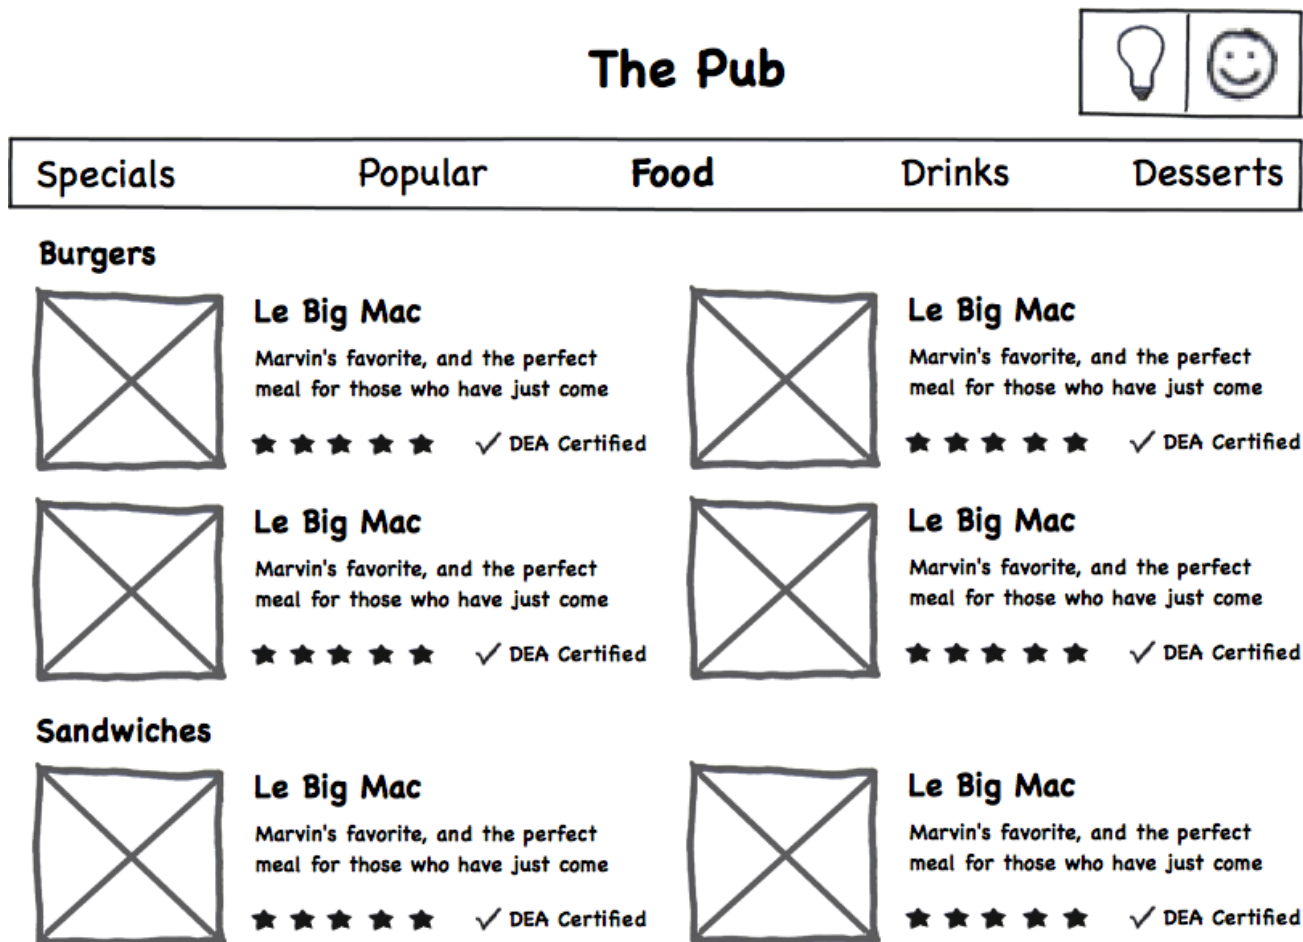 The Pub
Specials Popular Food Drinks Desserts
Burgers
Le Big Mac
Marvin's favorite, and the perfect
meal for those who have just come
DEA Certified
Le Big Mac
Marvin's favorite, and the perfect
meal for those who have just come
DEA Certified
Le Big Mac
Marvin's favorite, and the perfect
meal for those who have just come
DEA Certified
Le Big Mac
Marvin's favorite, and the perfect
meal for those who have just come
DEA Certified
Sandwiches
Le Big Mac
Marvin's favorite, and the perfect
meal for those who have just come
DEA Certified
Le Big Mac
Marvin's favorite, and the perfect
meal for those who have just come
DEA Certified